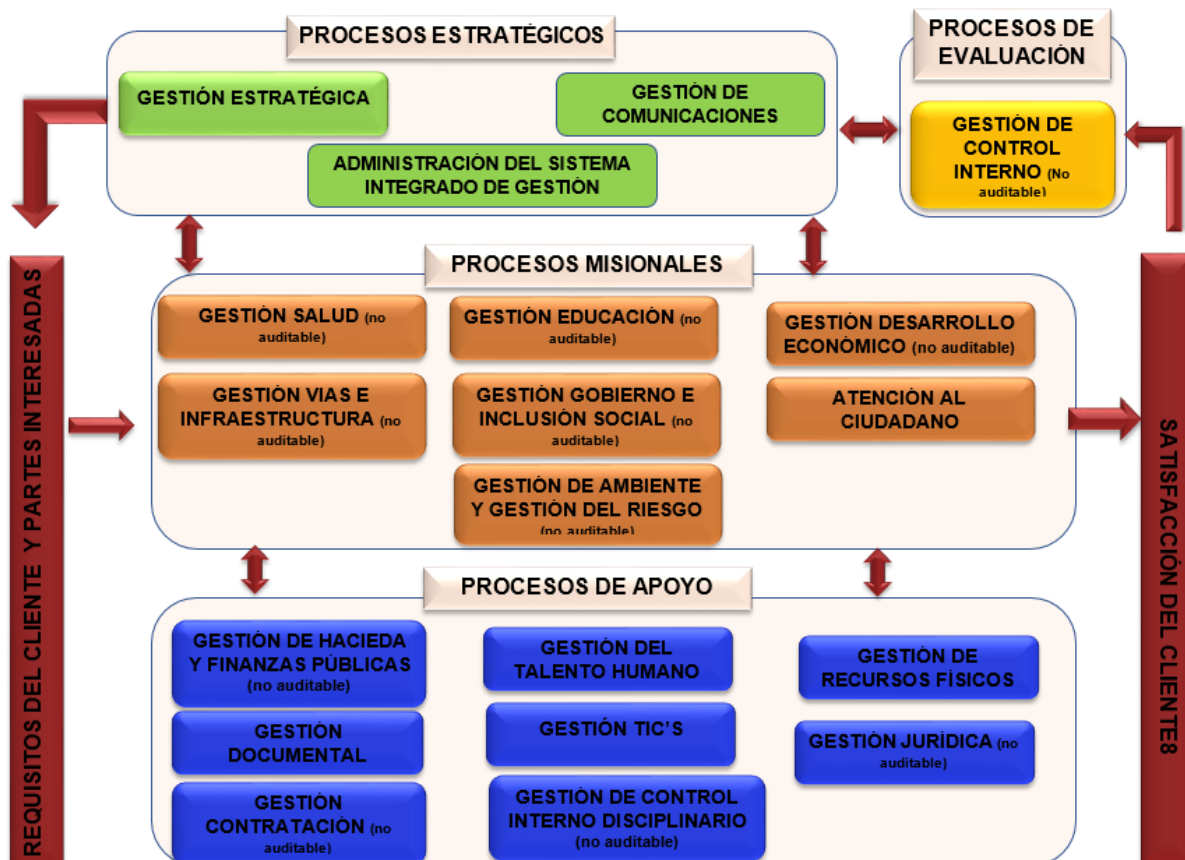 PROCESOS ESTRATÉGICOS
PROCESOS DE
EVALUACIÓN
GESTIÓN ESTRATÉGICA
GESTIÓN DE
COMUNICACIONES
ADMINISTRACIÓN DEL SISTEMA
INTEGRADO DE GESTIÓN
GESTIÓN DE
CONTROL
INTERNO (No
auditable)
REQUISITOS DEL CLIENTE Y PARTES INTERESADAS
PROCESOS MISIONALES
GESTIÓN SALUD (no
auditable)
GESTIÓN EDUCACIÓN (no
auditable)
GESTIÓN DESARROLLO
ECONÓMICO (no auditable)
GESTIÓN VIAS E
INFRAESTRUCTURA (no
auditable)
GESTIÓN GOBIERNO E
INCLUSIÓN SOCIAL (no
auditable)
ATENCIÓN AL
CIUDADANO
GESTIÓN DE AMBIENTE
Y GESTIÓN DEL RIESGO
(no auditable)
SATISFACCIÓN DEL CLIENTE8
PROCESOS DE APOYO
GESTIÓN DE HACIEDA
Y FINANZAS PÚBLICAS
(no auditable)
GESTIÓN DEL
TALENTO HUMANO
GESTIÓN DE
RECURSOS FÍSICOS
GESTIÓN
DOCUMENTAL
GESTIÓN TIC'S
GESTIÓN JURÍDICA (no
auditable)
GESTIÓN
CONTRATACIÓN (no
auditable)
GESTIÓN DE CONTROL
INTERNO DISCIPLINARIO
(no auditable)